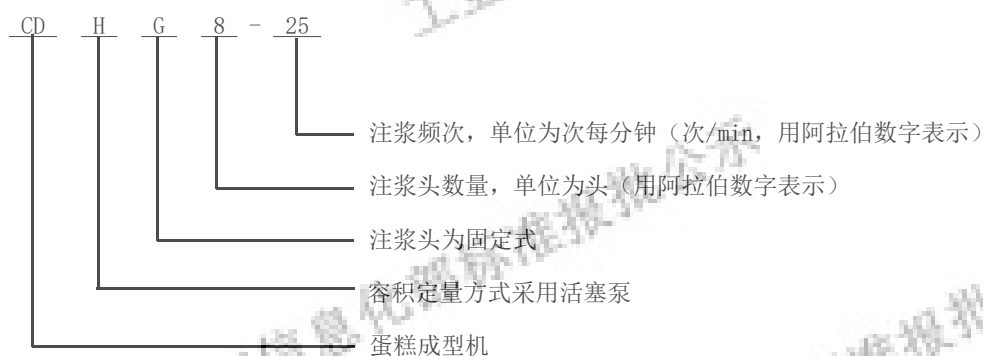 CD H G 8 - 25
注浆频次，单位为次每分钟（次/min，用阿拉伯数字表示）
注浆头数量，单位为头（用阿拉伯数字表示）
注浆头为固定式
容积定量方式采用活塞泵
蛋糕成型机